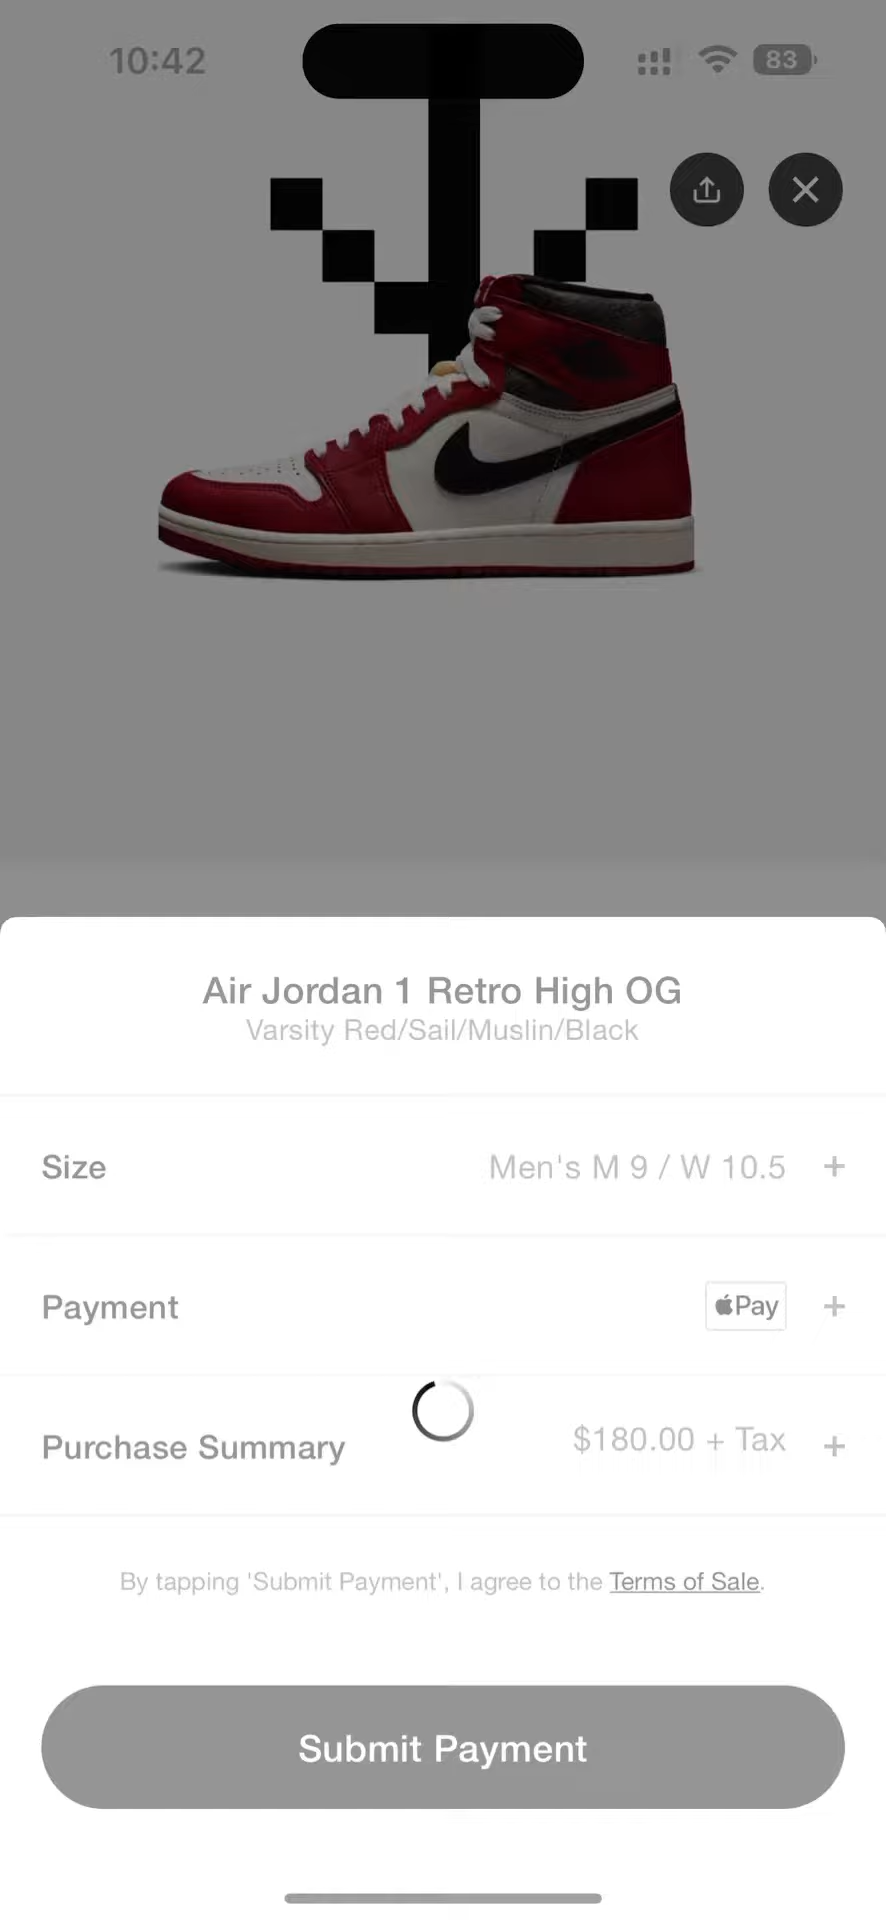 10:42
83
Air Jordan 1 Retro High OG
Varsity Red/Sail/Muslin/Black
Size
Men's M 9 / W 10.5
+
Payment
Pay
+
Purchase Summary
$180.00 + Tax
+
By tapping 'Submit Payment', I agree to the Terms of Sale.
Submit Payment